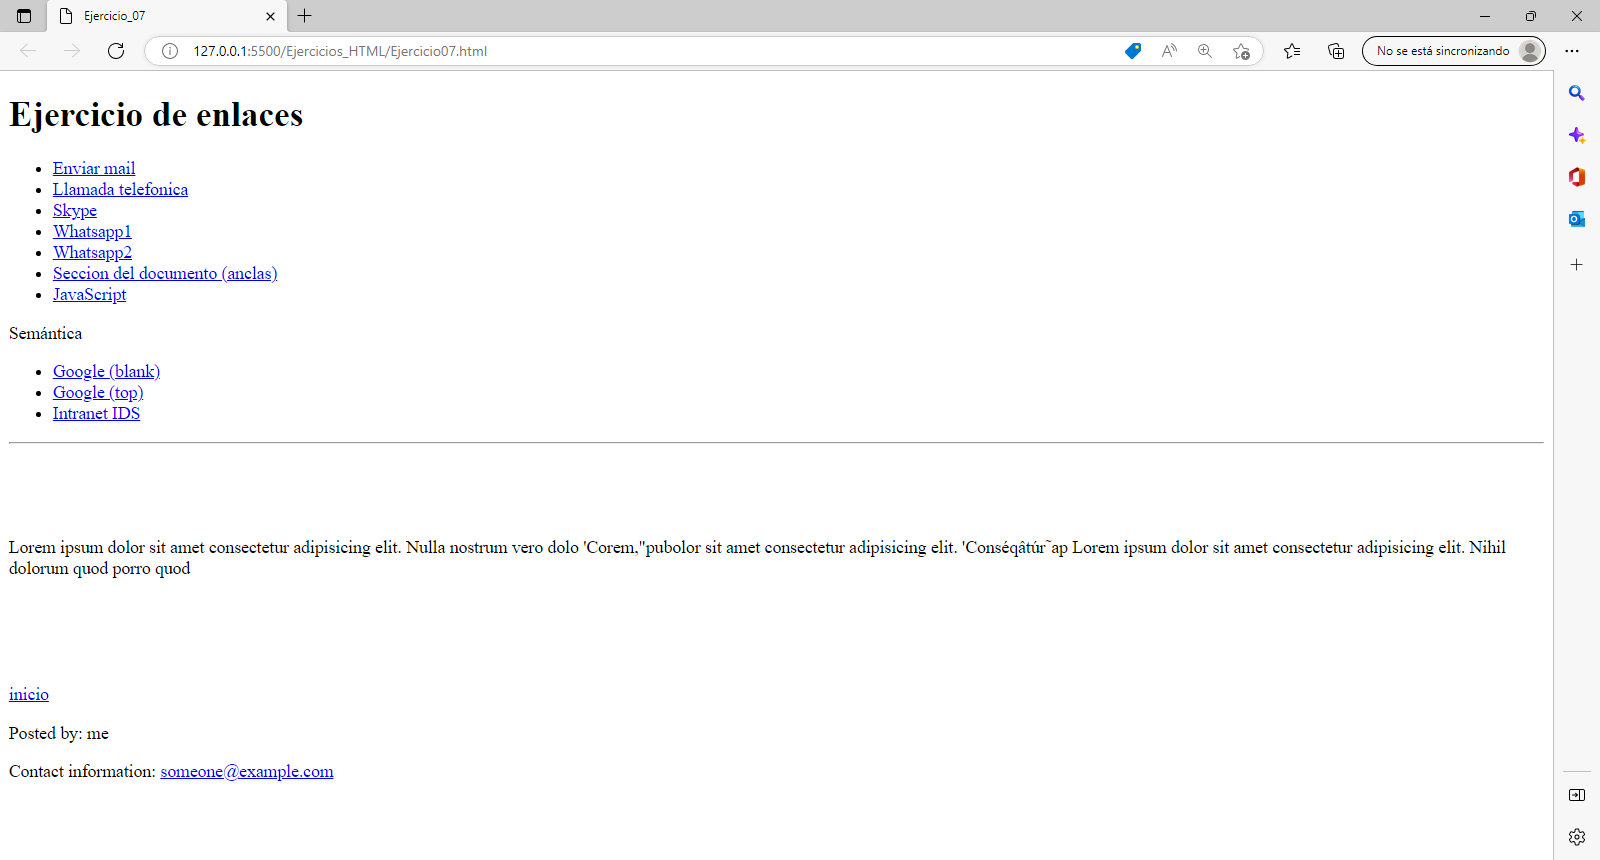 Ejercicio_07
127.0.0.1:5500/Ejercicios_HTML/Ejercicio07.html
No se está sincronizando
Ejercicio de enlaces
Enviar mail
Llamada telefonica
Skype
Whatsapp1
Whatsapp2
Seccion del documento (anclas)
JavaScript
Semántica
Google (blank)
Google (top)
Intranet IDS
Lorem ipsum dolor sit amet consectetur adipisicing elit. Nulla nostrum vero dolo 'Corem,"pubolor sit amet consectetur adipisicing elit. 'Conséqâtúr˜ap Lorem ipsum dolor sit amet consectetur adipisicing elit. Nihil
dolorum quod porro quod
inicio
Posted by: me
Contact information: someone@example.com